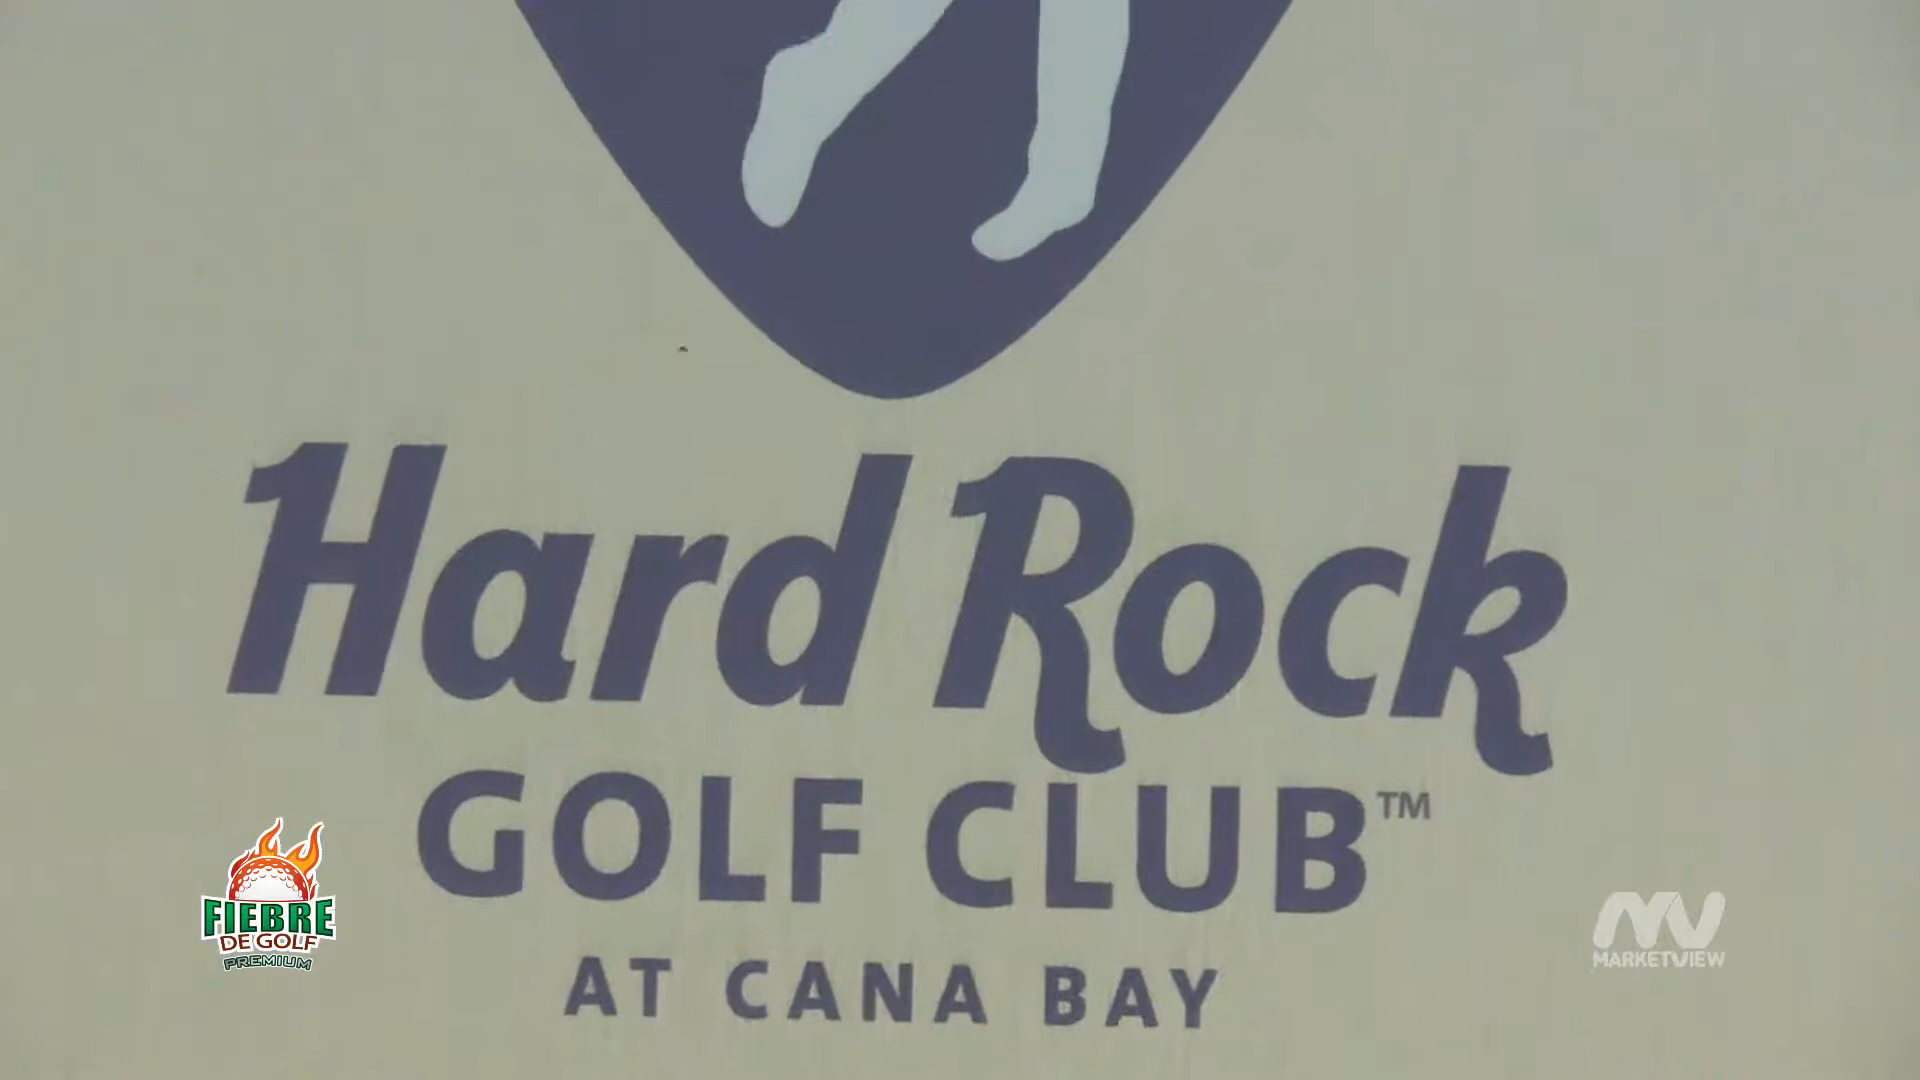 Hard Rock
GOLF CLUB™
AT CANA BAY
FIEBRE
DE GOLF
PREMIUM
MARKETVIEW